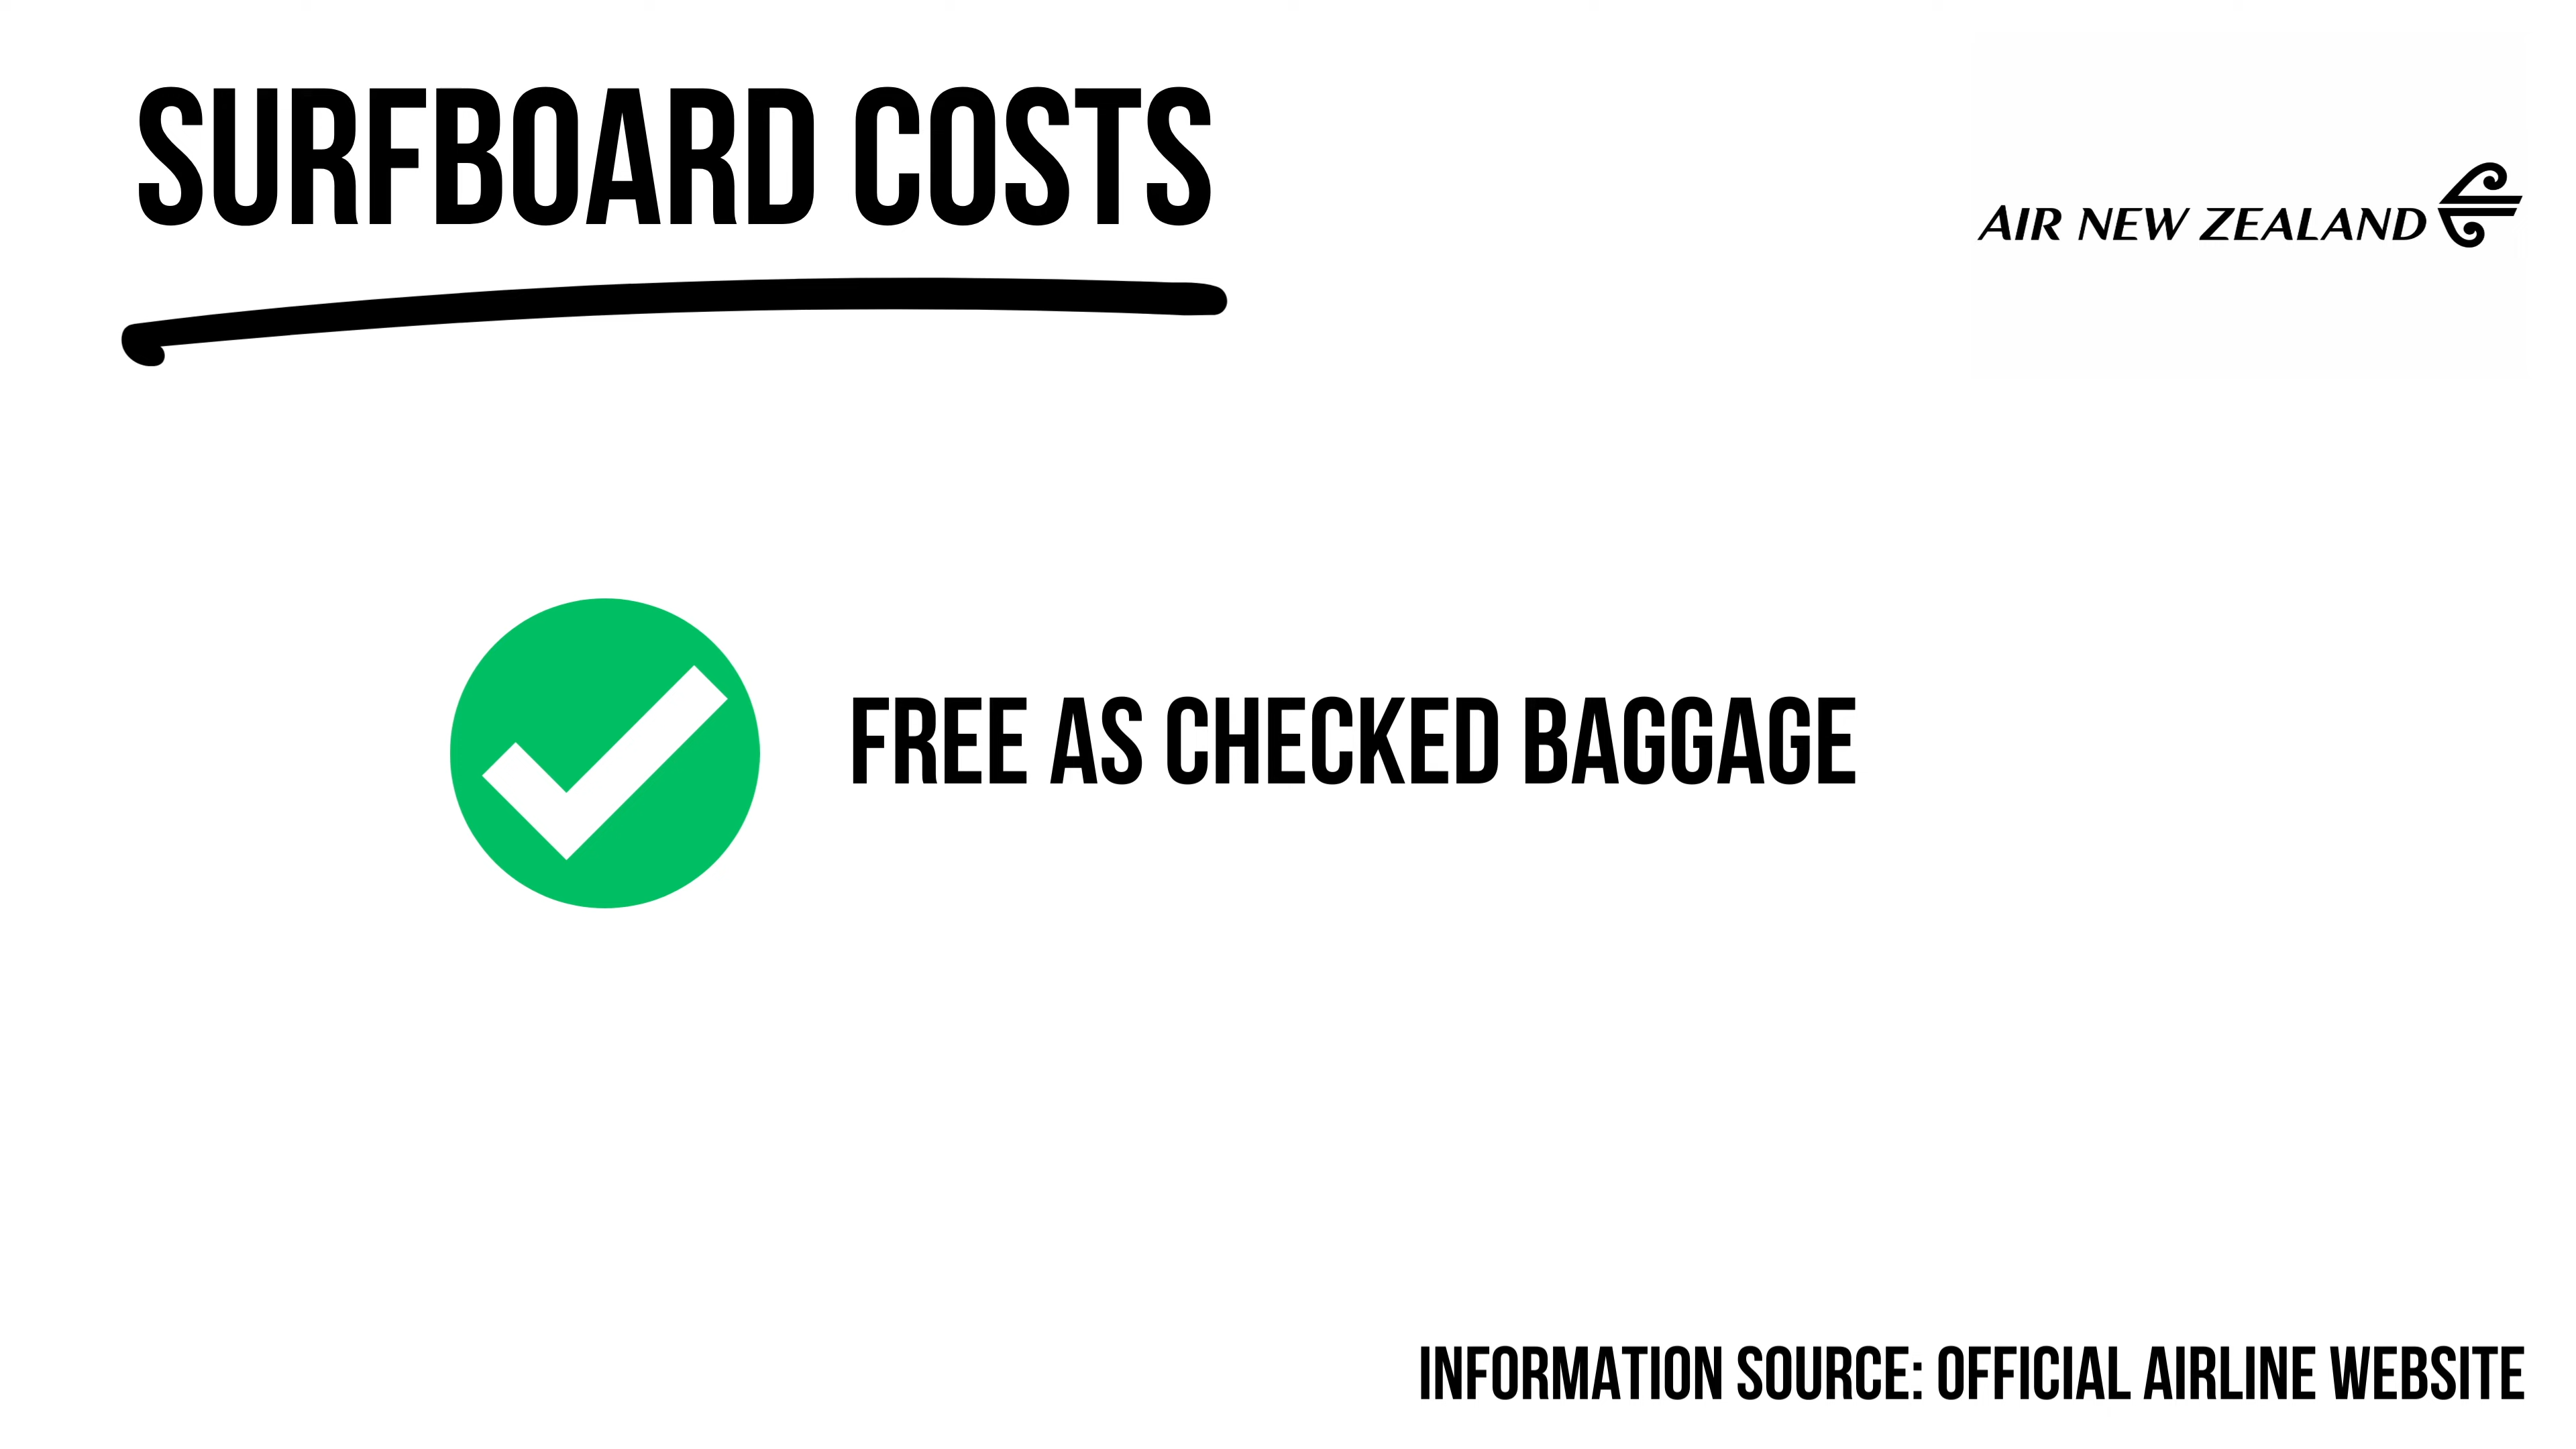 SURFBOARD COSTS
AIR NEW ZEALAND
FREE AS CHECKED BAGGAGE
INFORMATION SOURCE: OFFICIAL AIRLINE WEBSITE